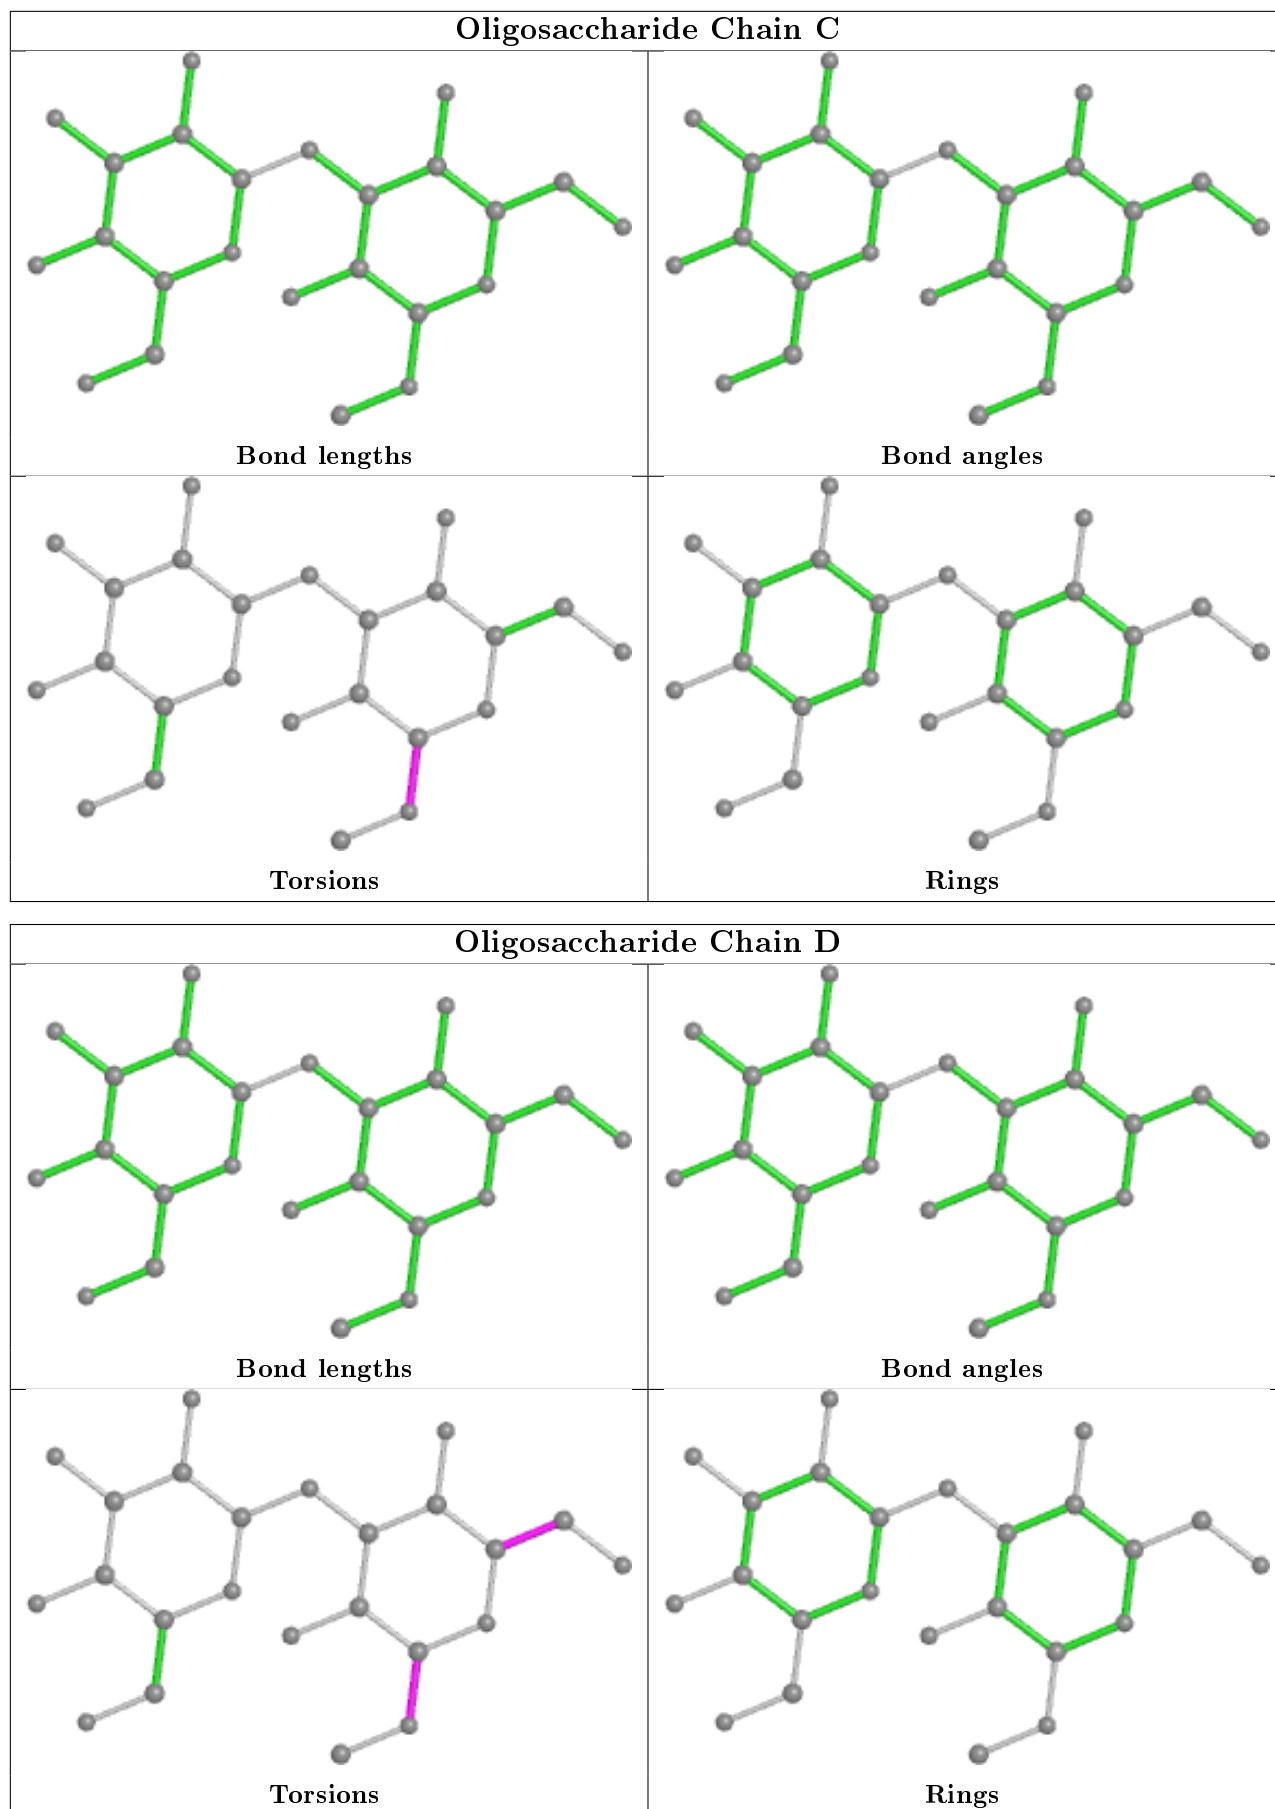 Oligosaccharide Chain C
Bond lengths
Bond angles
Torsions
Rings
Oligosaccharide Chain D
Bond lengths
Bond angles
Torsions
Rings